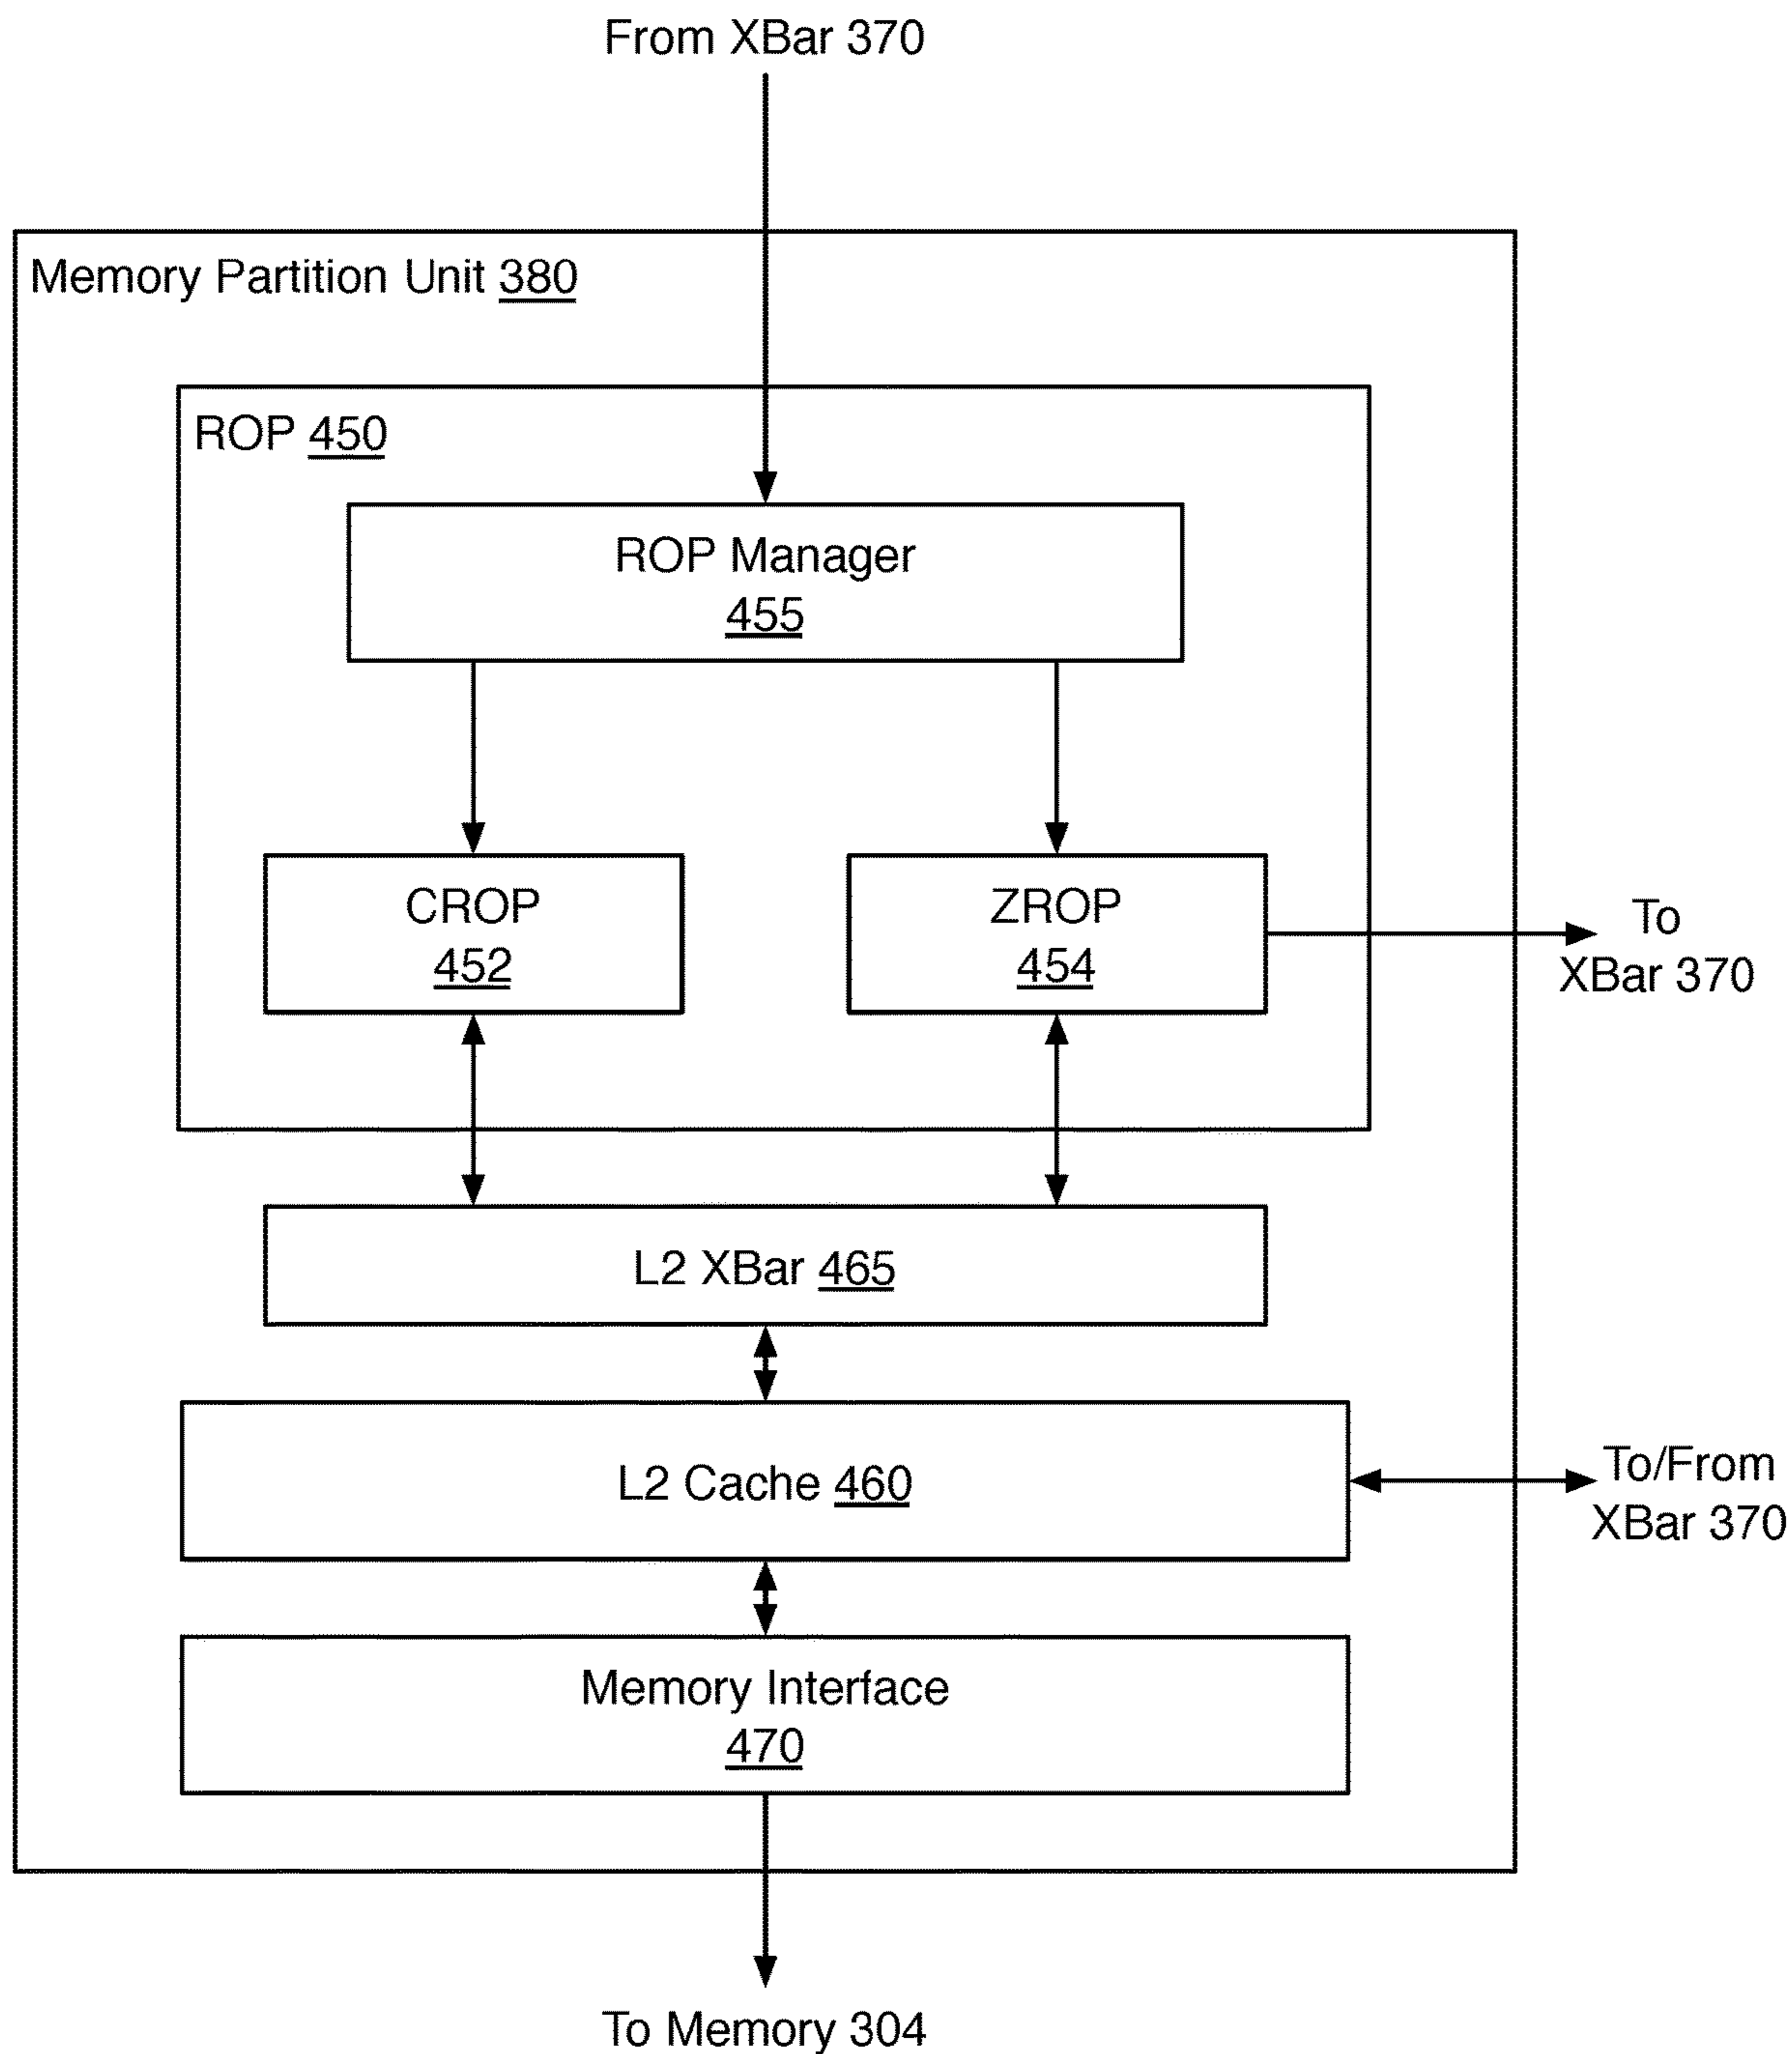 From XBar 370
Memory Partition Unit 380
ROP 450
ROP Manager
455
CROP
452
ZROP
454
To
XBar 370
L2 XBar 465
L2 Cache 460
To/From
XBar 370
Memory Interface
470
To Memory 304